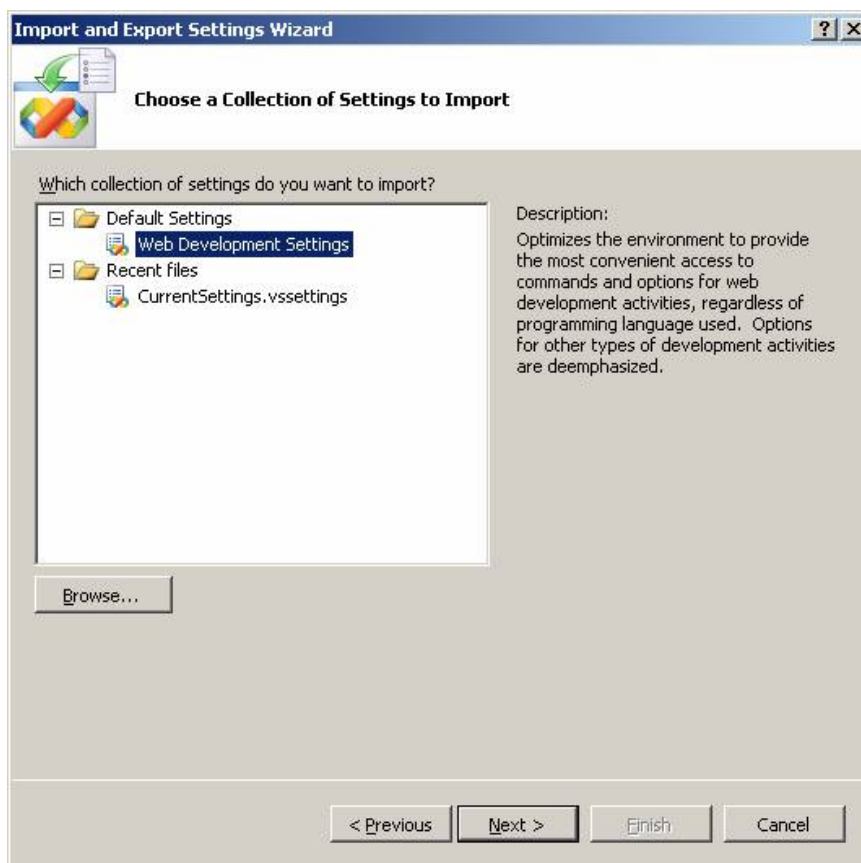 Import and Export Settings Wizard
Choose a Collection of Settings to Import
Which collection of settings do you want to import?
Default Settings
Web Development Settings
Recent files
CurrentSettings.vssettings
Description:
Optimizes the environment to provide
the most convenient access to
commands and options for web
development activities, regardless of
programming language used.  Options
for other types of development activities
are deemphasized.
Browse...
< Previous
Next >
Finish
Cancel